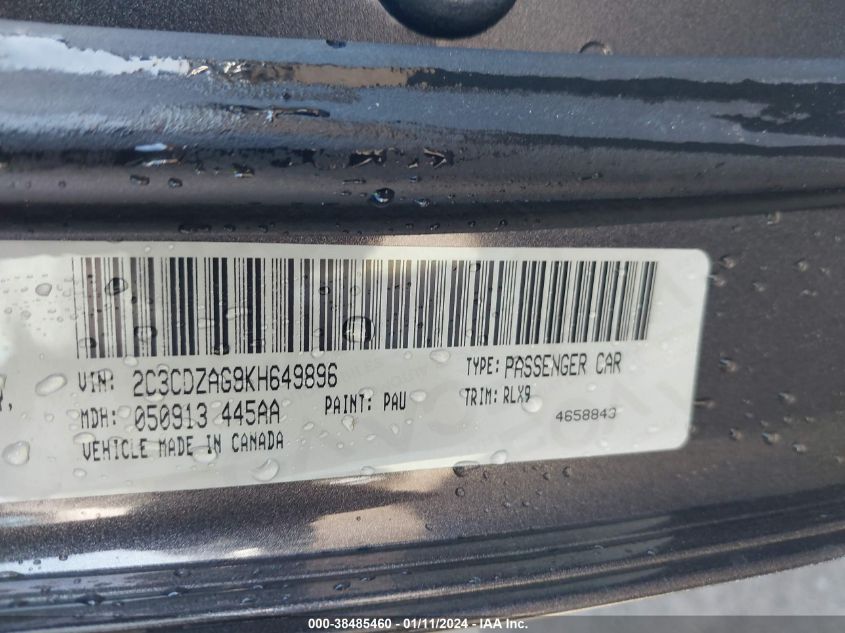 VIN: 2C3CDZAG9KH649896 TYPE: PASSENGER CAR
MDH: 050913 445AA PAINT: PAU TRIM: RLX9
VEHICLE MADE IN CANADA 4658843
000-38485460 - 01/11/2024 - IAA Inc.